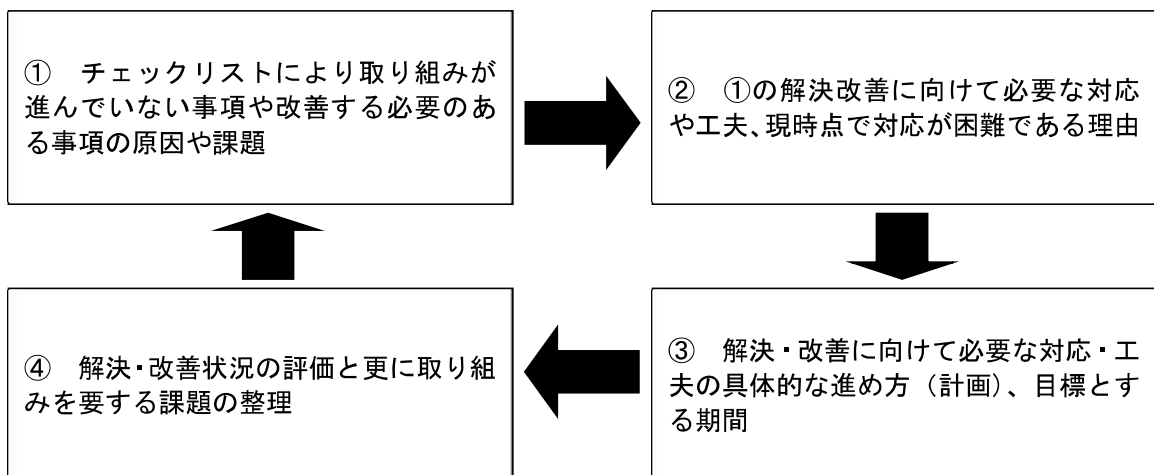 ① チェックリストにより取り組みが
進んでいない事項や改善する必要のあ
る事項の原因や課題
② ①の解決改善に向けて必要な対応
や工夫、現時点で対応が困難である理由
③ 解決・改善に向けて必要な対応・工
夫の具体的な進め方（計画）、目標とす
る期間
④ 解決・改善状況の評価と更に取り組
みを要する課題の整理